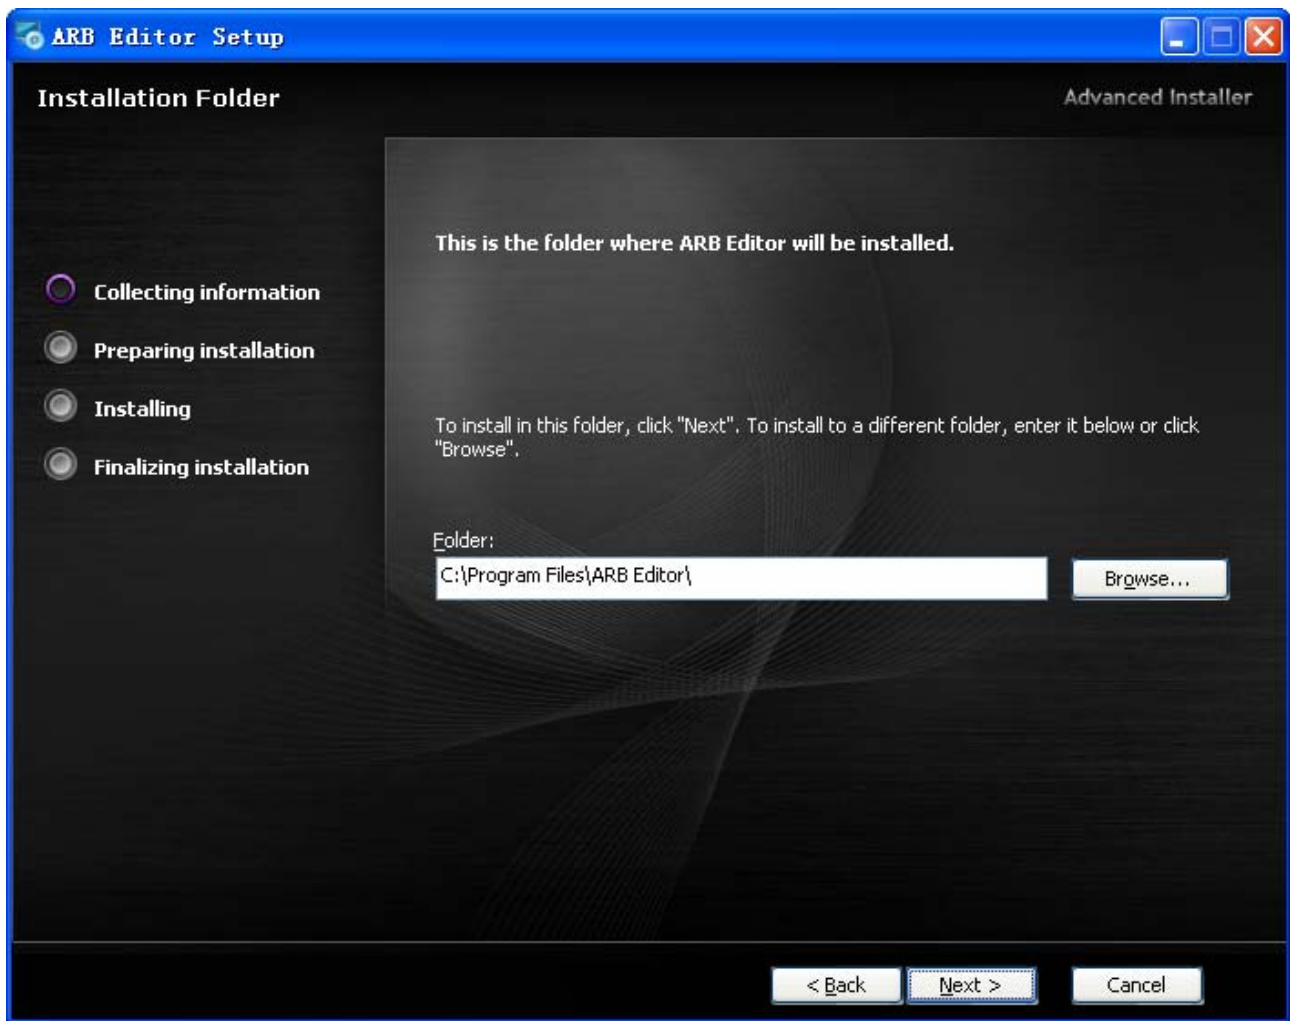 ARB Editor Setup
Installation Folder
Advanced Installer
This is the folder where ARB Editor will be installed.
Collecting information
Preparing installation
Installing
Finalizing installation
To install in this folder, click "Next". To install to a different folder, enter it below or click
"Browse".
Folder:
C:\Program Files\ARB Editor\
Browse...
< Back
Next >
Cancel